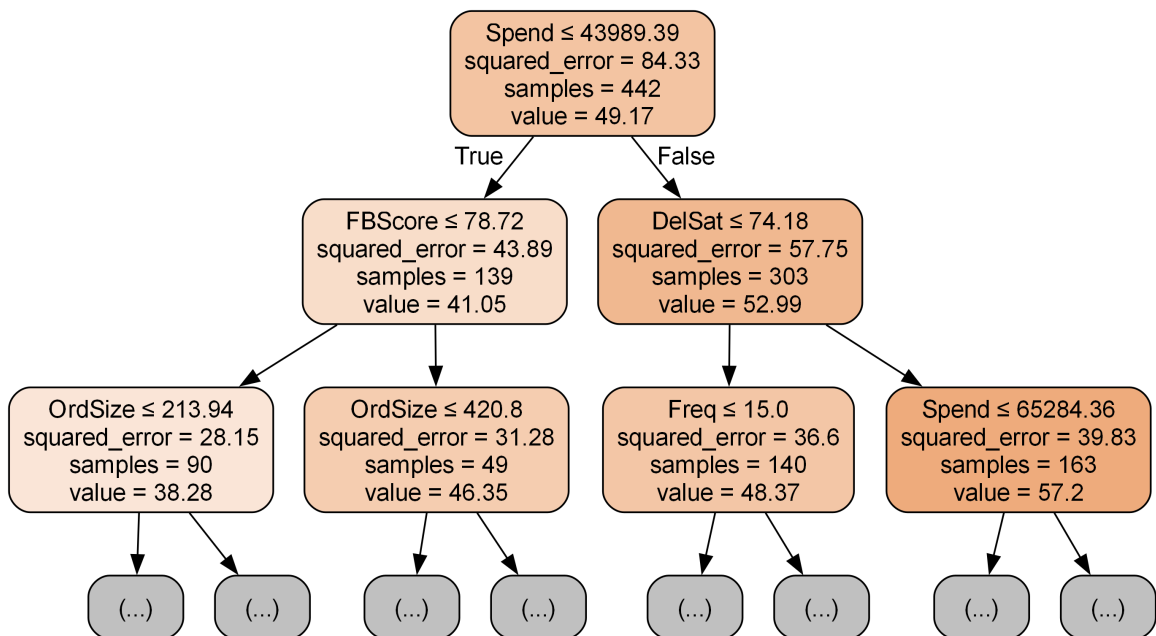 Spend ≤ 43989.39
squared_error = 84.33
samples = 442
value = 49.17
True
False
FBScore ≤ 78.72
squared_error = 43.89
samples = 139
value = 41.05
DelSat ≤ 74.18
squared_error = 57.75
samples = 303
value = 52.99
OrdSize ≤ 213.94
squared_error = 28.15
samples = 90
value = 38.28
OrdSize ≤ 420.8
squared_error = 31.28
samples = 49
value = 46.35
Freq ≤ 15.0
squared_error = 36.6
samples = 140
value = 48.37
Spend ≤ 65284.36
squared_error = 39.83
samples = 163
value = 57.2
(...)
(...)
(...)
(...)
(...)
(...)
(...)
(...)